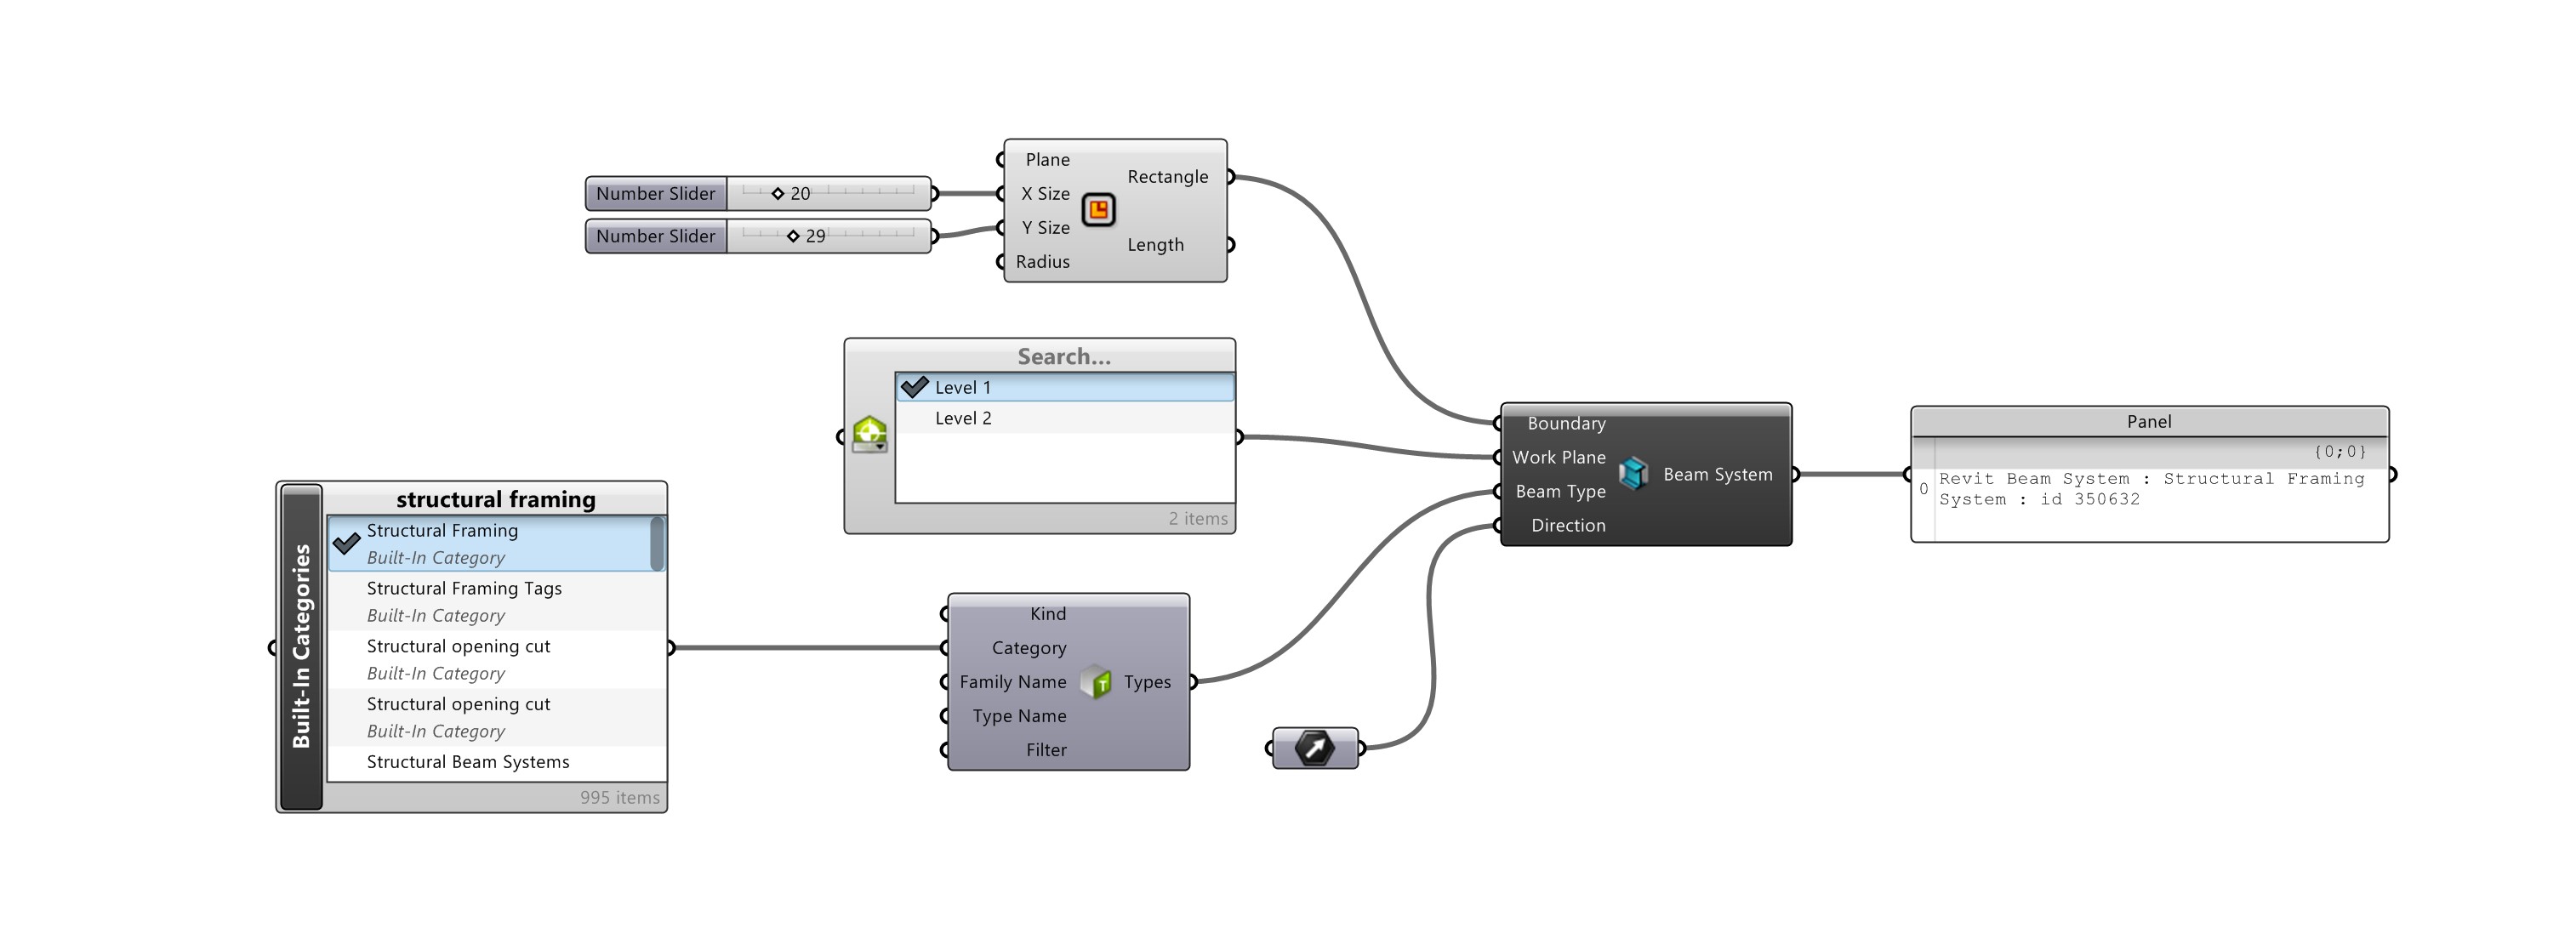 Plane
X Size
Y Size
Radius
Rectangle
Length
Number Slider 20
Number Slider 29
Search...
Level 1
Level 2
2 items
Built-In Categories
structural framing
Structural Framing
Built-In Category
Structural Framing Tags
Built-In Category
Structural opening cut
Built-In Category
Structural opening cut
Built-In Category
Structural Beam Systems
995 items
Kind
Category
Family Name
Type Name
Filter
T
Types
Boundary
Work Plane
Beam Type
Direction
Beam System
Panel
{0;0}
0
Revit Beam System : Structural Framing
System : id 350632